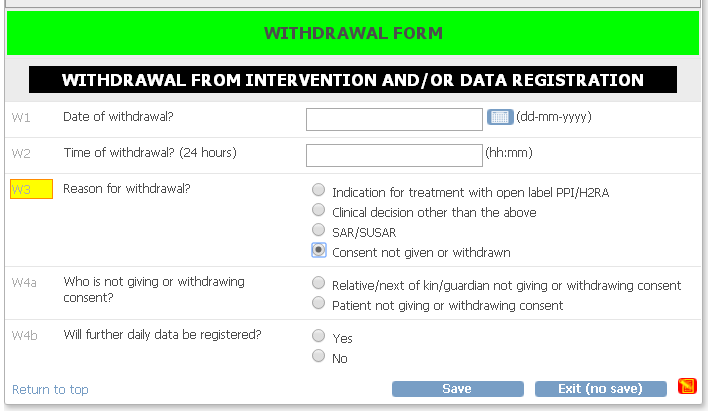 WITHDRAWAL FORM
WITHDRAWAL FROM INTERVENTION AND/OR DATA REGISTRATION
W1 Date of withdrawal? (dd-mm-yyyy)
W2 Time of withdrawal? (24 hours) (hh:mm)
W3 Reason for withdrawal?
Indication for treatment with open label PPI/H2RA
Clinical decision other than the above
SAR/SUSAR
Consent not given or withdrawn
W4a Who is not giving or withdrawing
consent?
Relative/next of kin/guardian not giving or withdrawing consent
Patient not giving or withdrawing consent
W4b Will further daily data be registered?
Yes
No
Return to top Save Exit (no save)